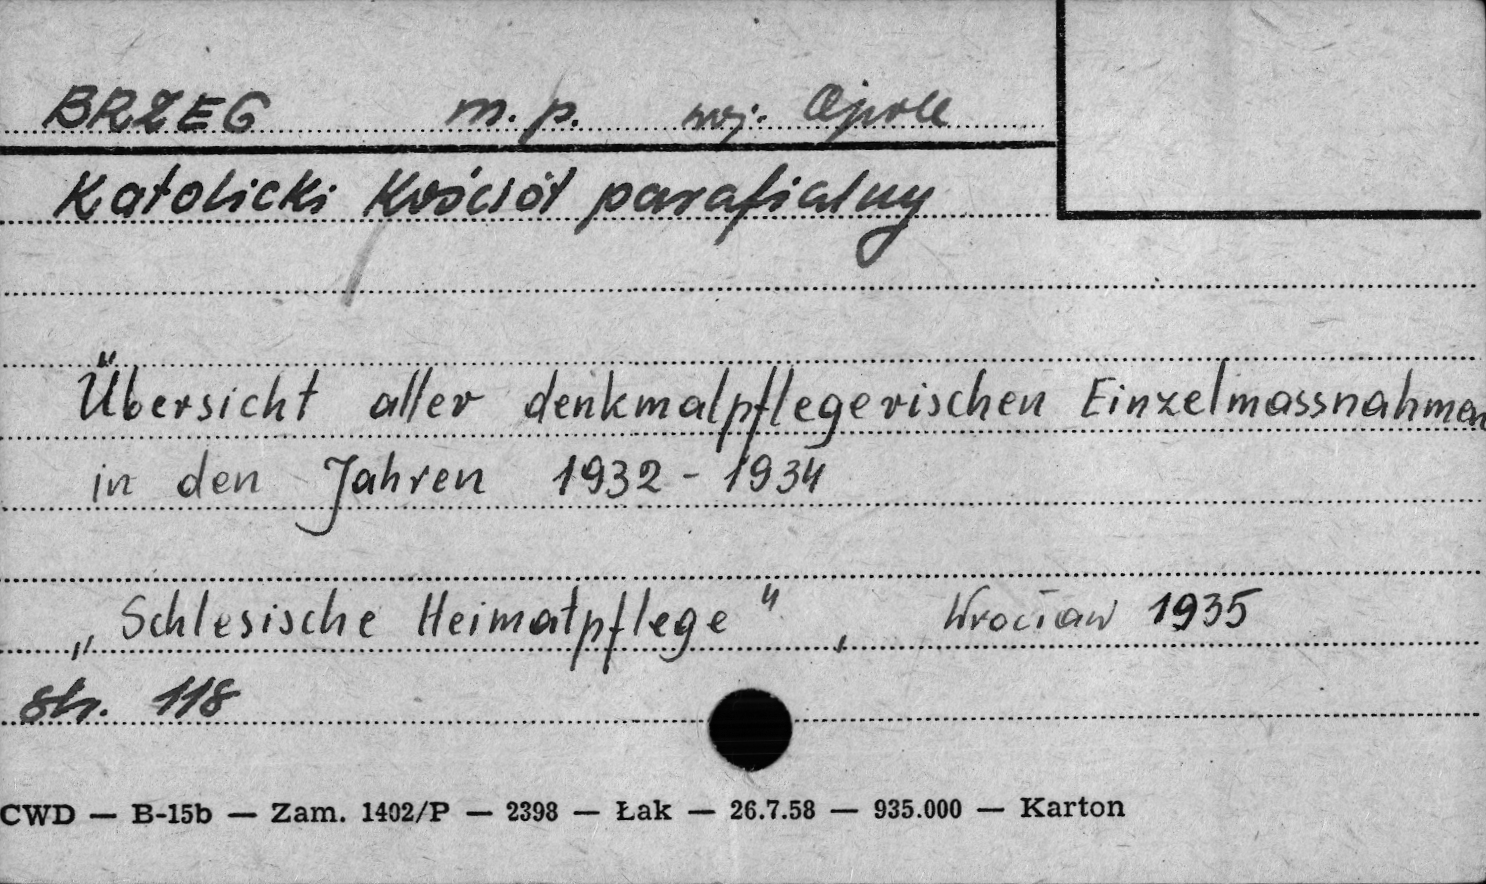 BRZEG m. p. woj. Opole
Katolicki Kościół parafialny
Übersicht aller denkmalpflegerischen Einzelmassnahmen
in den Jahren 1932 - 1934
„Schlesische Heimatpflege", Wrocław 1935
str. 118
CWD — B-15b — Zam. 1402/P — 2398 — Łak — 26.7.58 — 935.000 — Karton